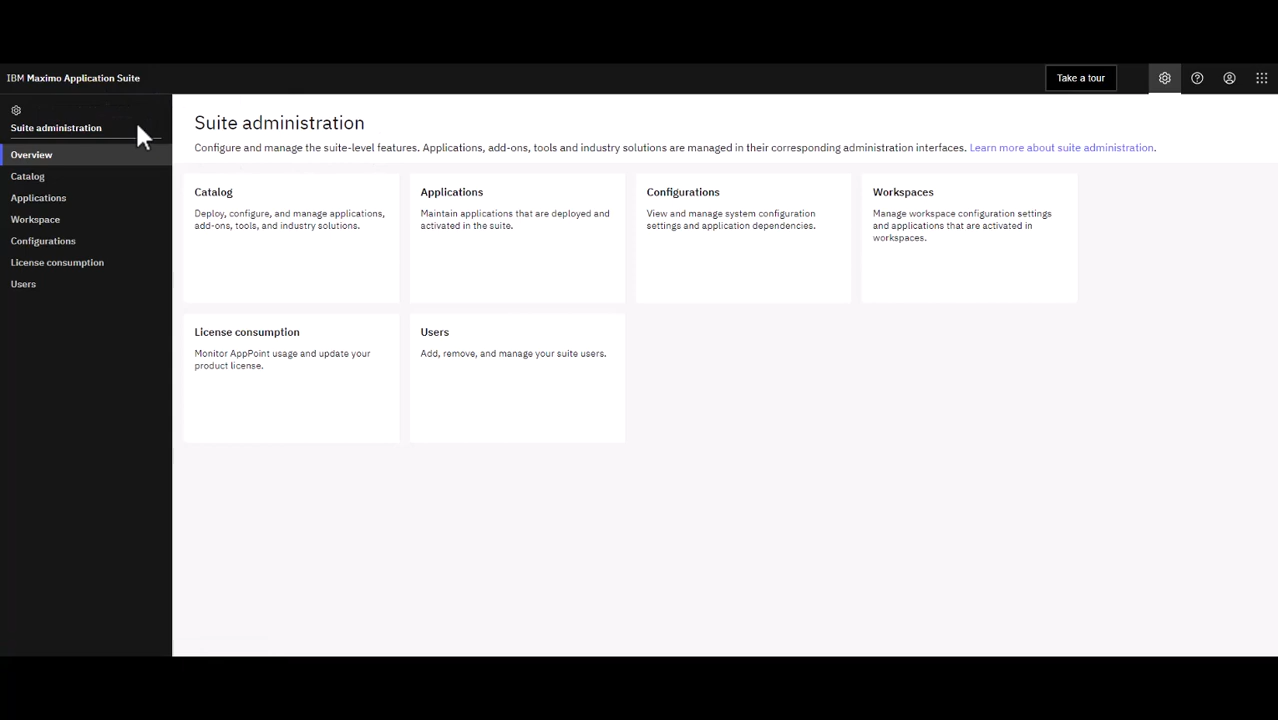 IBM Maximo Application Suite
Take a tour
Suite administration
Overview
Catalog
Applications
Workspace
Configurations
License consumption
Users
Suite administration
Configure and manage the suite-level features. Applications, add-ons, tools and industry solutions are managed in their corresponding administration interfaces. Learn more about suite administration.
Catalog
Deploy, configure, and manage applications,
add-ons, tools, and industry solutions.
Applications
Maintain applications that are deployed and
activated in the suite.
Configurations
View and manage system configuration
settings and application dependencies.
Workspaces
Manage workspace configuration settings
and applications that are activated in
workspaces.
License consumption
Monitor AppPoint usage and update your
product license.
Users
Add, remove, and manage your suite users.